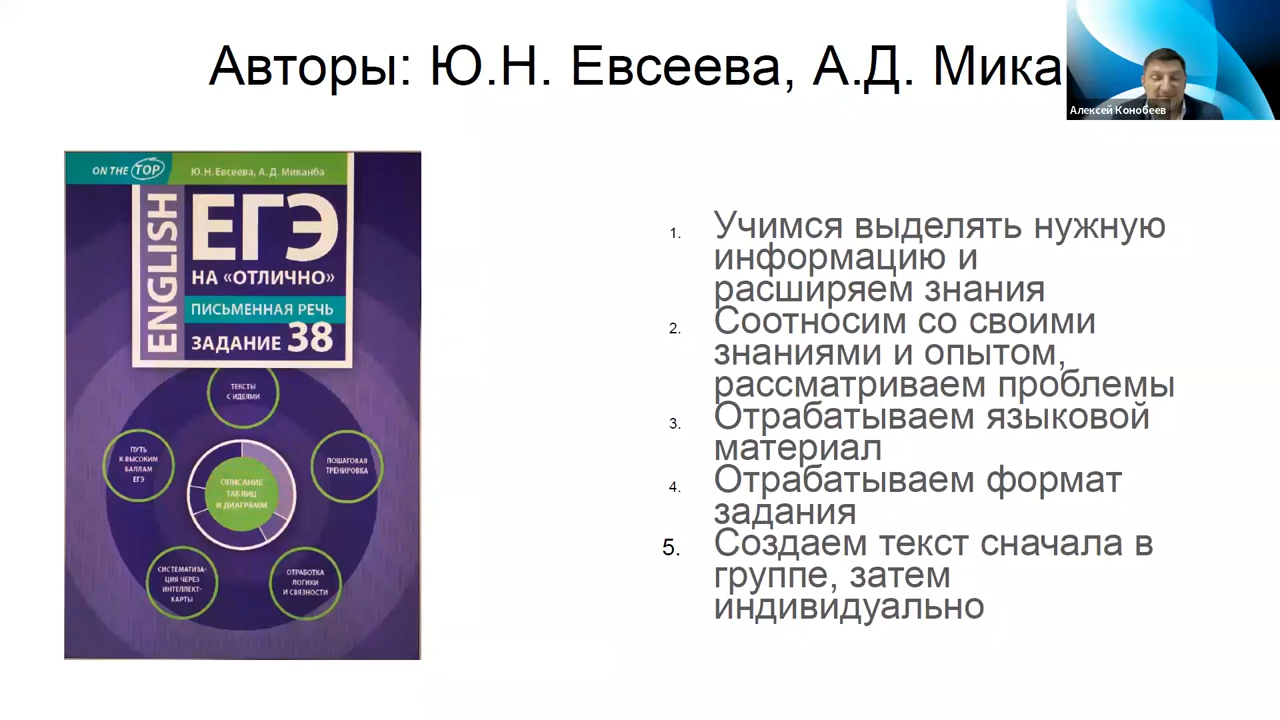 Авторы: Ю.Н. Евсеева, А.Д. Мика
Алексей Конобеев
ON THE TOP
Ю.Н. Евсеева, А.Д. Миканба
ENGLISH
ЕГЭ
НА «ОТЛИЧНО»
ПИСЬМЕННАЯ РЕЧЬ
ЗАДАНИЕ 38
ТЕКСТЫ
С ИДЕЯМИ
ПУТЬ
К ВЫСОКИМ
БАЛЛАМ
ЕГЭ
ПОШАГОВАЯ
ТРЕНИРОВКА
ОПИСАНИЕ
ТАБЛИЦ
И ДИАГРАММ
СИСТЕМАТИЗА-
ЦИЯ ЧЕРЕЗ
ИНТЕЛЛЕКТ-
КАРТЫ
ОТРАБОТКА
ЛОГИКИ
И СВЯЗНОСТИ
1. Учимся выделять нужную
информацию и
расширяем знания
2. Соотносим со своими
знаниями и опытом,
рассматриваем проблемы
3. Отрабатываем языковой
материал
4. Отрабатываем формат
задания
5. Создаем текст сначала в
группе, затем
индивидуально